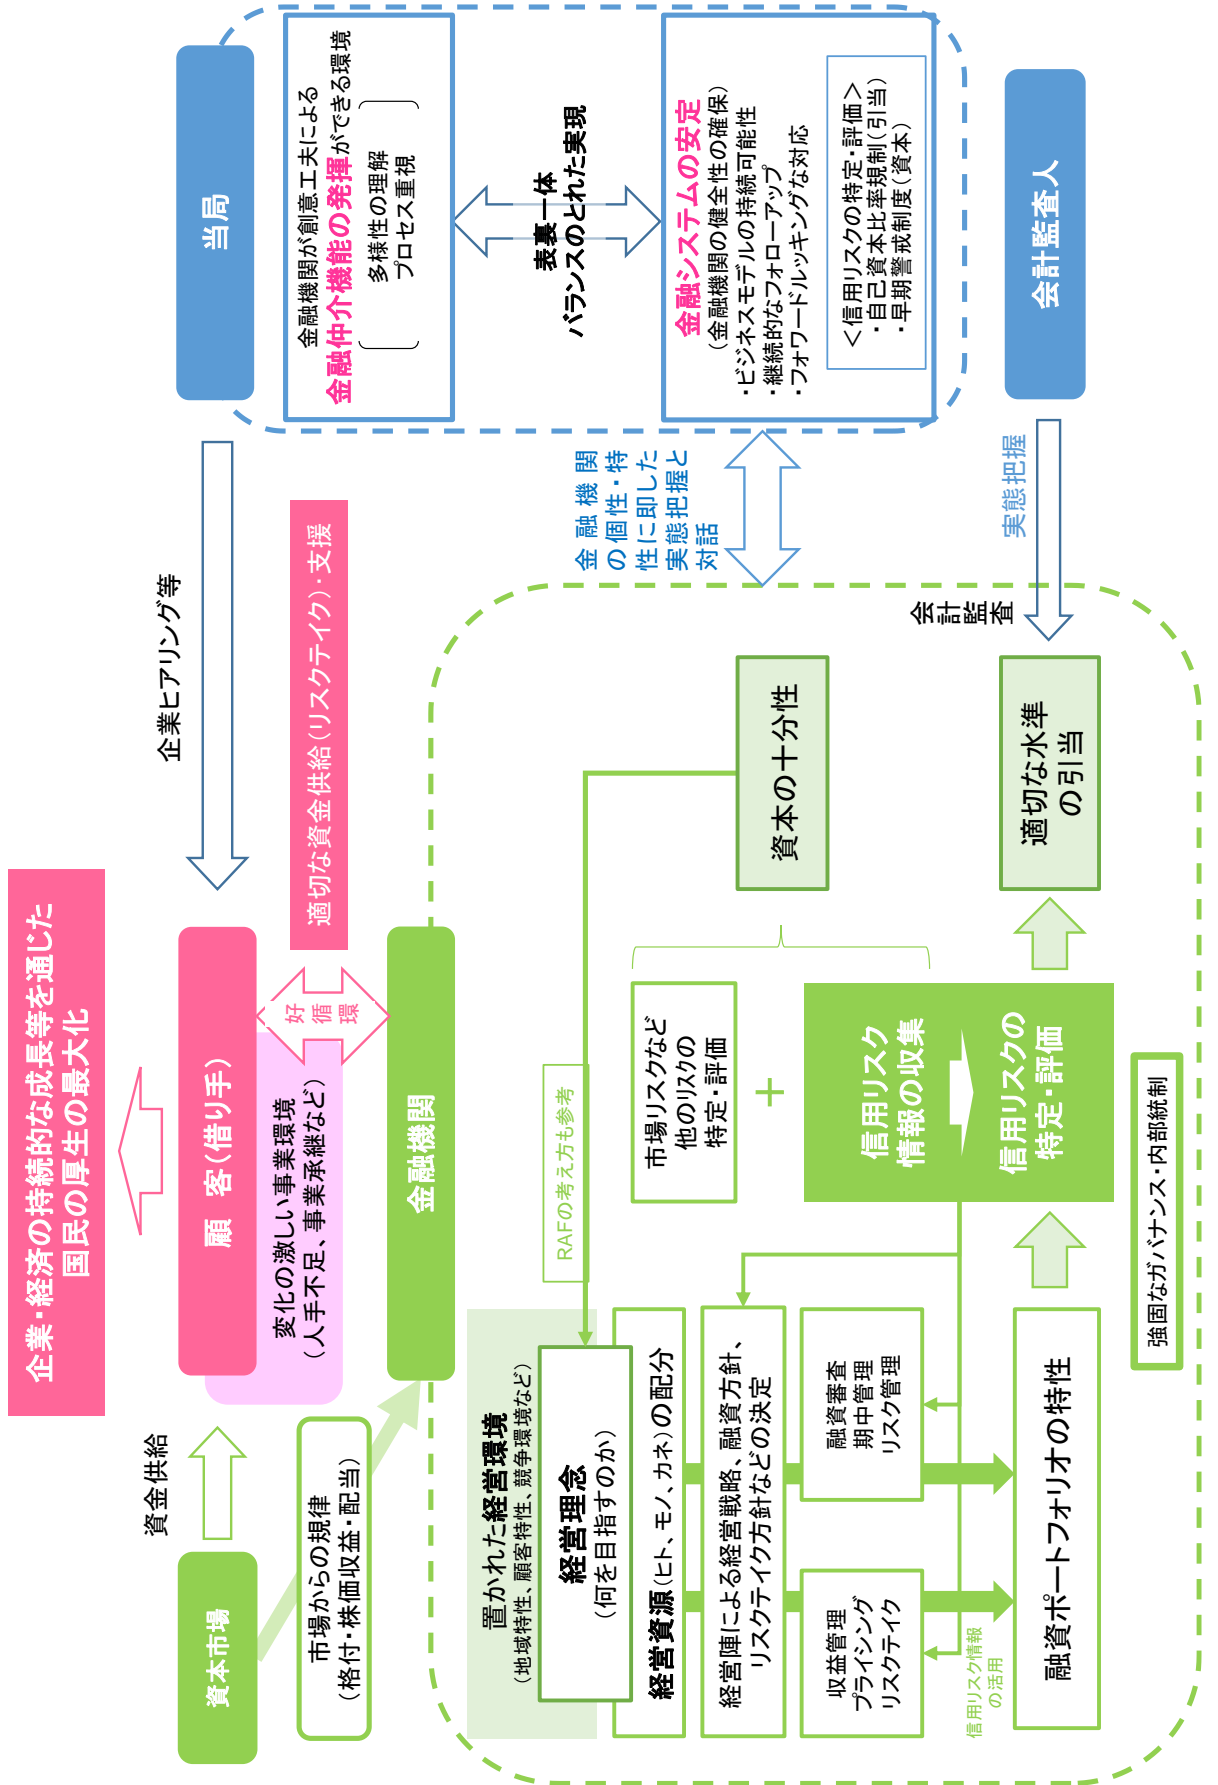 企業・経済の持続的な成長等を通じた
国民の厚生の最大化
資本市場
資金供給
顧 客（借り手）
企業ヒアリング等
当局
変化の激しい事業環境
（人手不足、事業承継など）
市場からの規律
（格付・株価収益・配当）
好
循
環
適切な資金供給（リスクテイク）・支援
金融機関
金融機関が創意工夫による
金融仲介機能の発揮ができる環境
多様性の理解
プロセス重視
表裏一体
バランスのとれた実現
金融システムの安定
（金融機関の健全性の確保）
・ビジネスモデルの持続可能性
・継続的なフォローアップ
・フォワードルッキングな対応
＜信用リスクの特定・評価＞
・自己資本比率規制（引当）
・早期警戒制度（資本）
金融機関
の個性・特
性に即した
実態把握と
対話
置かれた経営環境
（地域特性、顧客特性、競争環境など）
経営理念
（何を目指すのか）
RAFの考え方も参考
経営資源（ヒト、モノ、カネ）の配分
経営陣による経営戦略、融資方針、
リスクテイク方針などの決定
収益管理
プライシング
リスクテイク
融資審査
期中管理
リスク管理
信用リスク情報
の活用
融資ポートフォリオの特性
市場リスクなど
他のリスクの
特定・評価
＋
信用リスク
情報の収集
信用リスクの
特定・評価
資本の十分性
適切な水準
の引当
会計
監査
実態把握
会計監査人
強固なガバナンス・内部統制